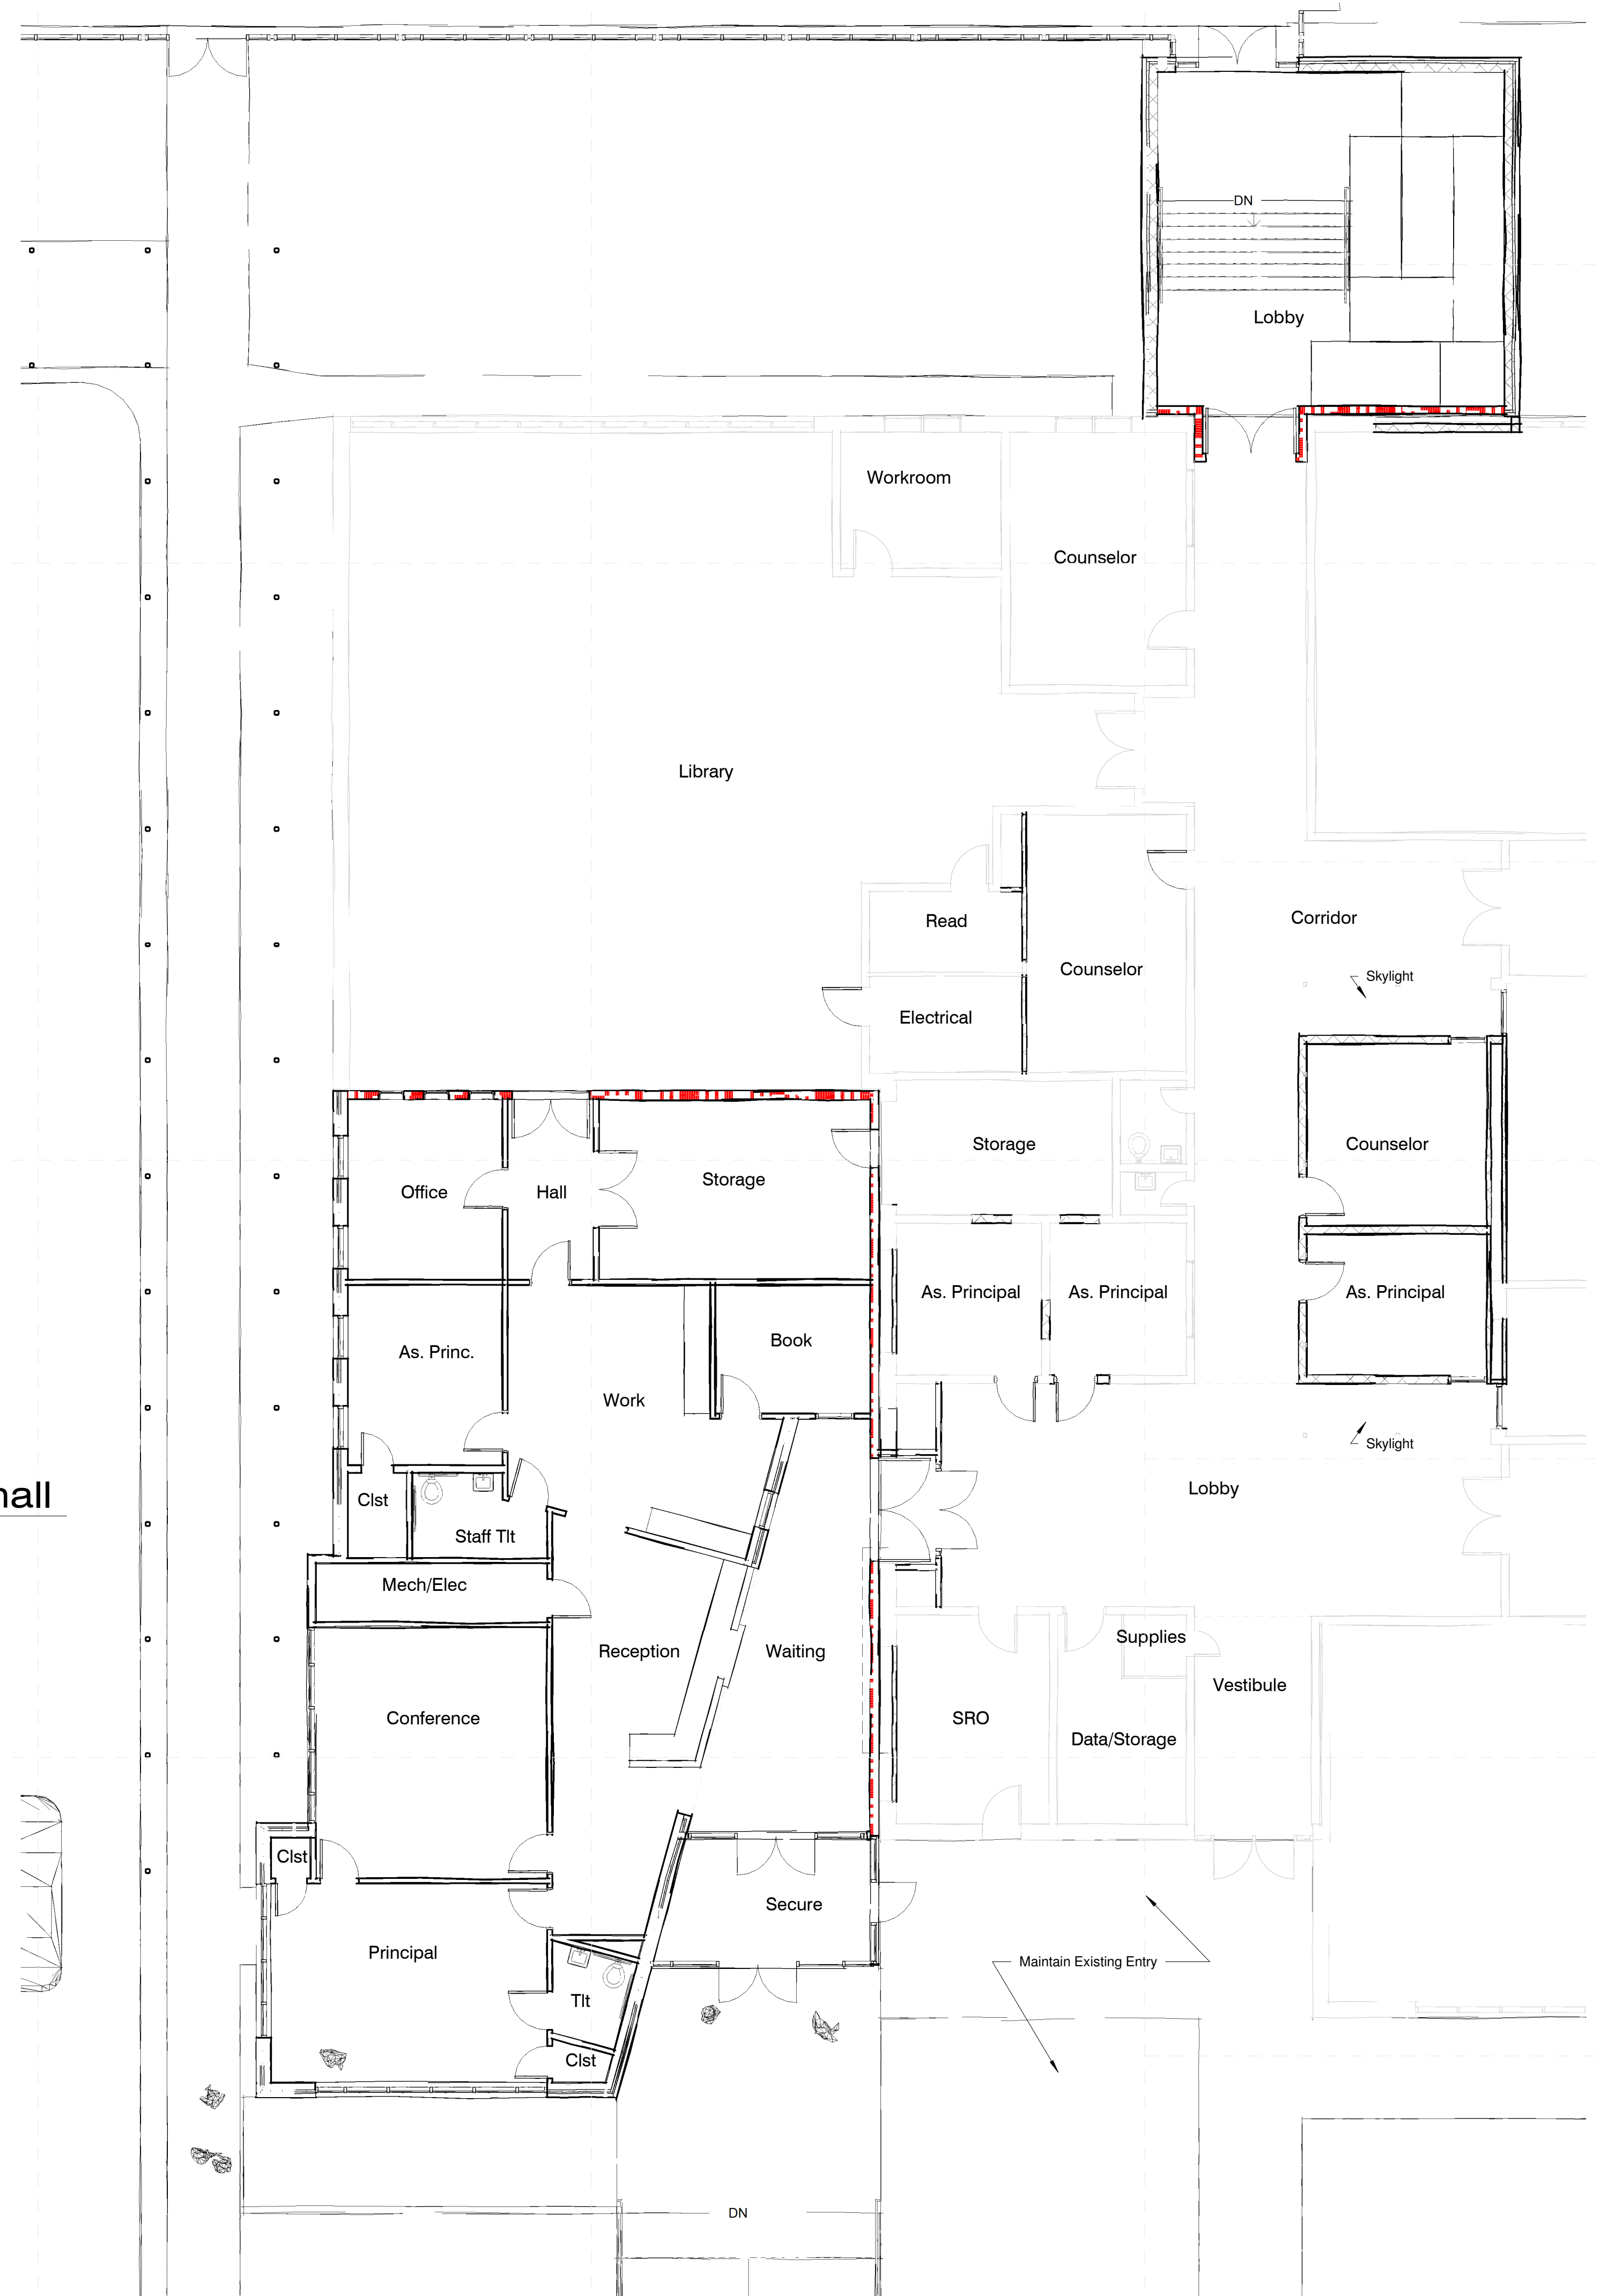 DN
Lobby
Workroom
Counselor
Library
Read
Corridor
Counselor
Skylight
Electrical
Storage
Counselor
Storage
Office
Hall
As. Principal
As. Principal
As. Principal
Book
As. Princ.
Work
Skylight
Lobby
Clst
Staff Tlt
Mech/Elec
Supplies
Reception
Waiting
Vestibule
Conference
SRO
Data/Storage
Clst
Secure
Principal
Maintain Existing Entry
Tlt
Clst
DN